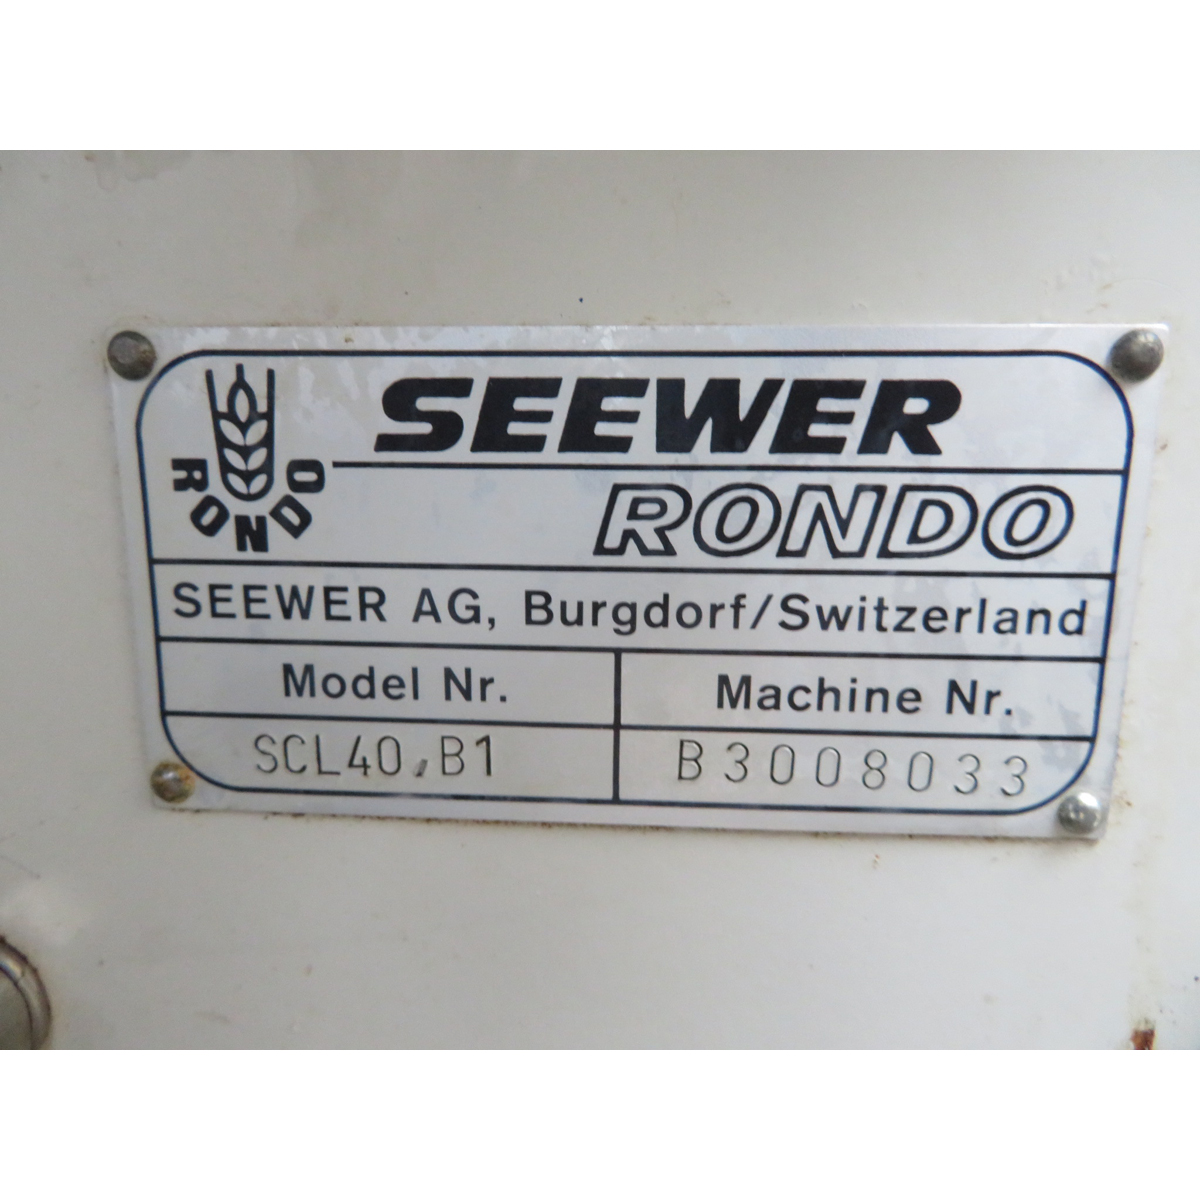 SEEWER
RONDO
RONDO
SEEWER AG, Burgdorf/Switzerland
Model Nr.
Machine Nr.
SCL40,B1
B3008033